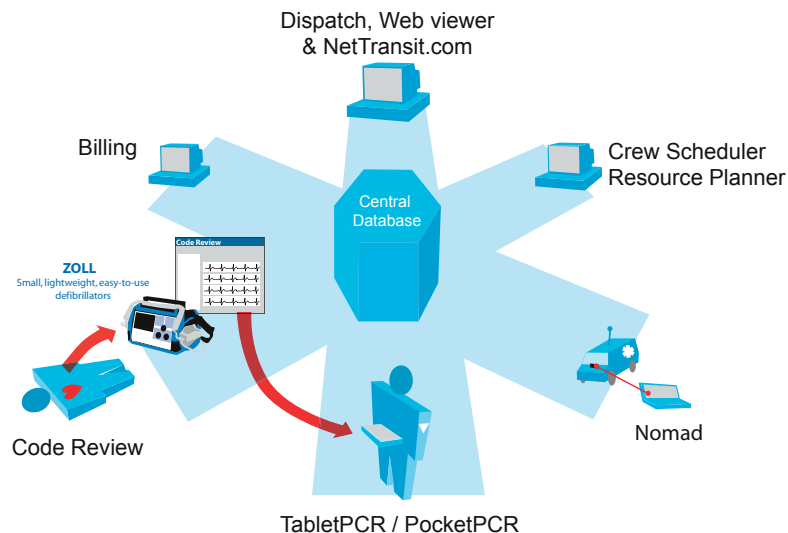 Dispatch, Web viewer
& NetTransit.com
Billing
Crew Scheduler
Resource Planner
Central
Database
Code Review
ZOLL
Small, lightweight, easy-to-use
defibrillators
Code Review
Nomad
TabletPCR / PocketPCR